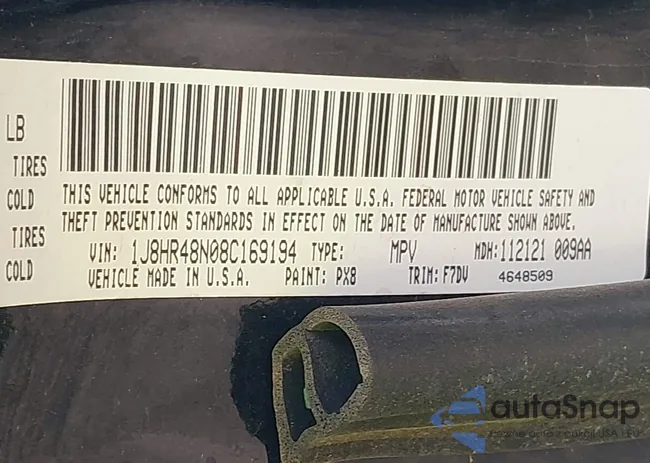 LB
TIRES
COLD
TIRES
COLD
THIS VEHICLE CONFORMS TO ALL APPLICABLE U.S.A. FEDERAL MOTOR VEHICLE SAFETY AND
THEFT PREVENTION STANDARDS IN EFFECT ON THE DATE OF MANUFACTURE SHOWN ABOVE.
VIN: 1J8HR48N08C169194 TYPE: MPV MDH:112121 009AA
VEHICLE MADE IN U.S.A. PAINT: PX8 TRIM: F7DV 4648509
autoSnap